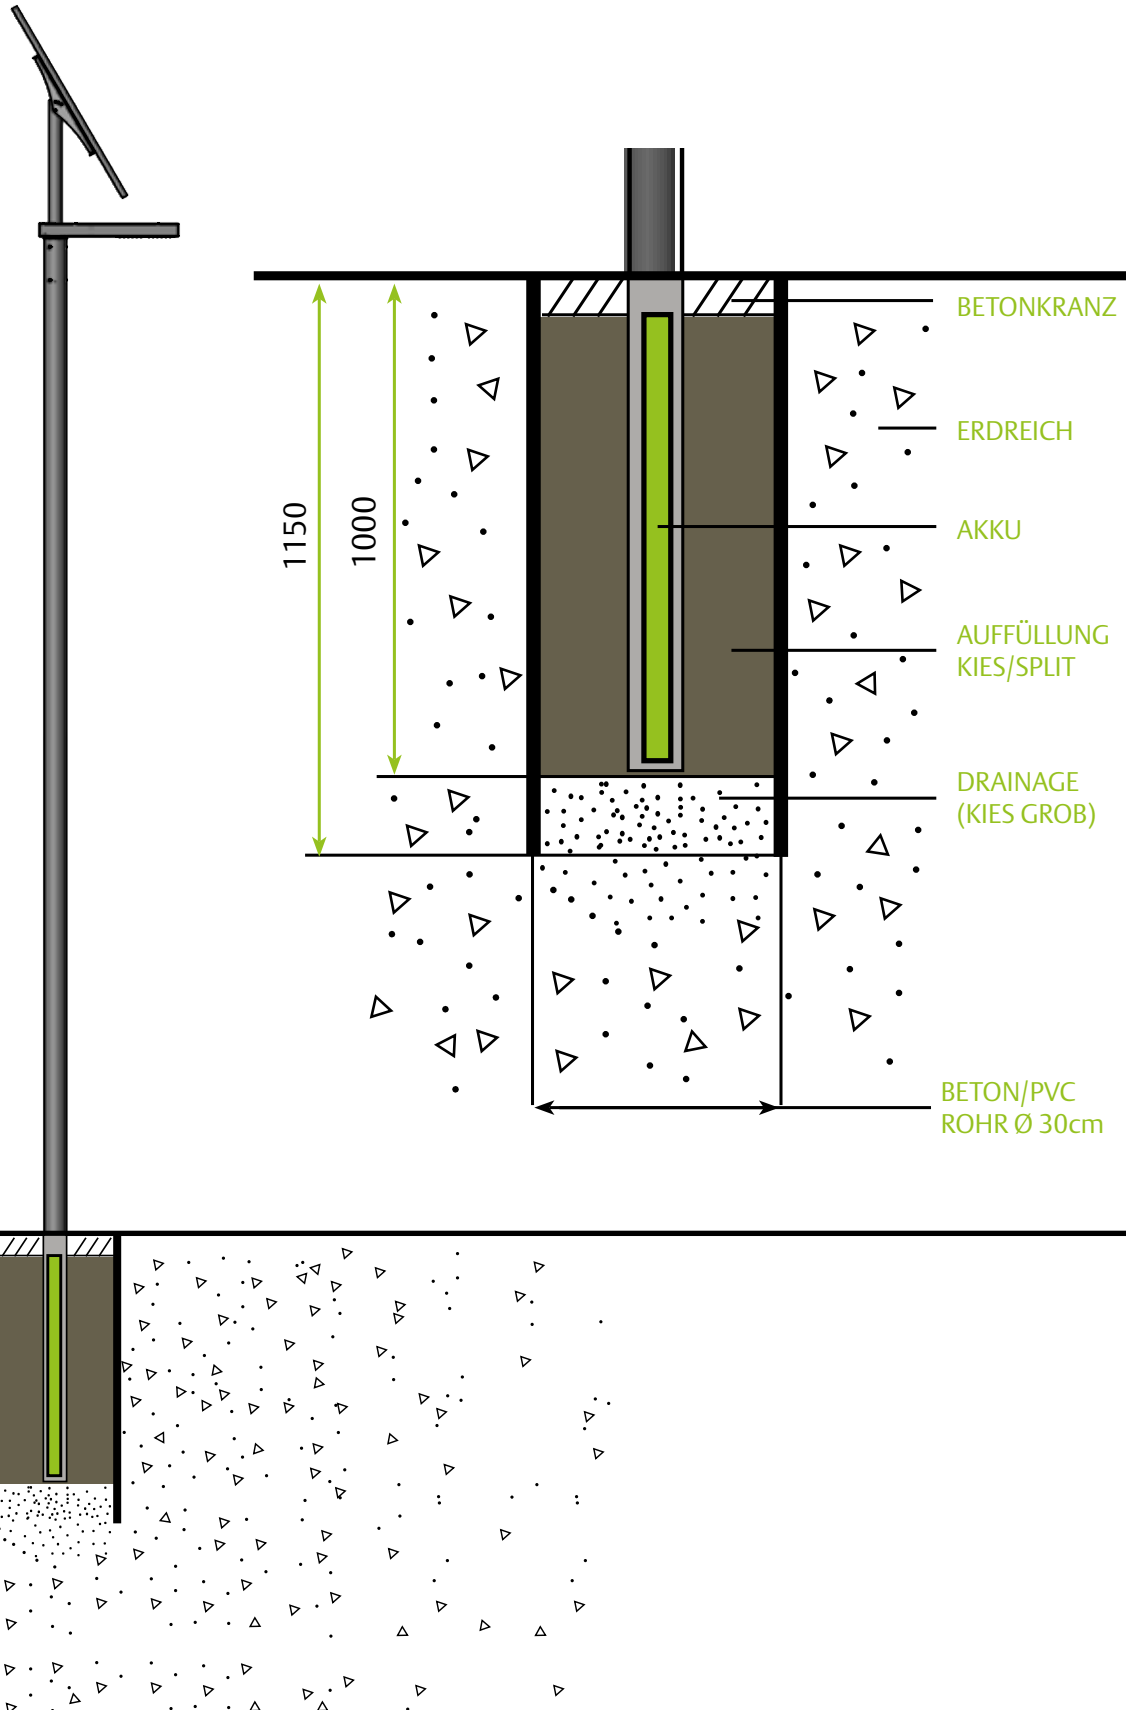 BETONKRANZ
ERDREICH
1150
1000
AKKU
AUFFÜLLUNG
KIES/SPLIT
DRAINAGE
(KIES GROB)
BETON/PVC
ROHR Ø 30cm